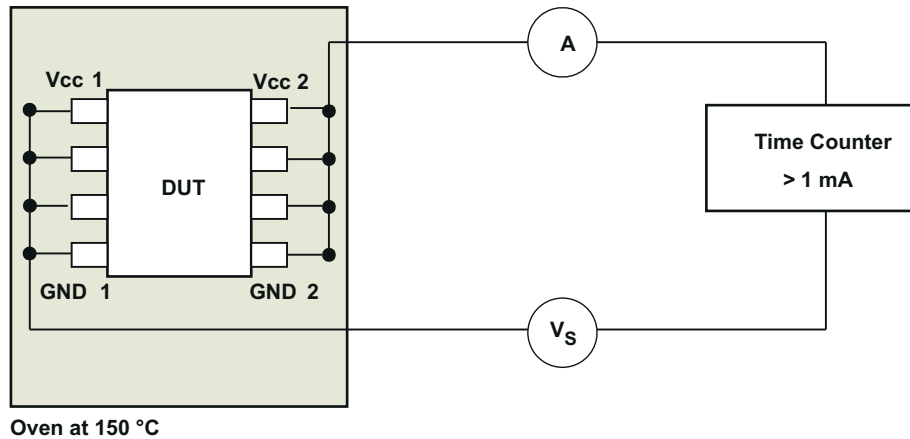 A
Vcc 1
Vcc 2
Time Counter
> 1 mA
DUT
GND 1
GND 2
VS
Oven at 150 °C